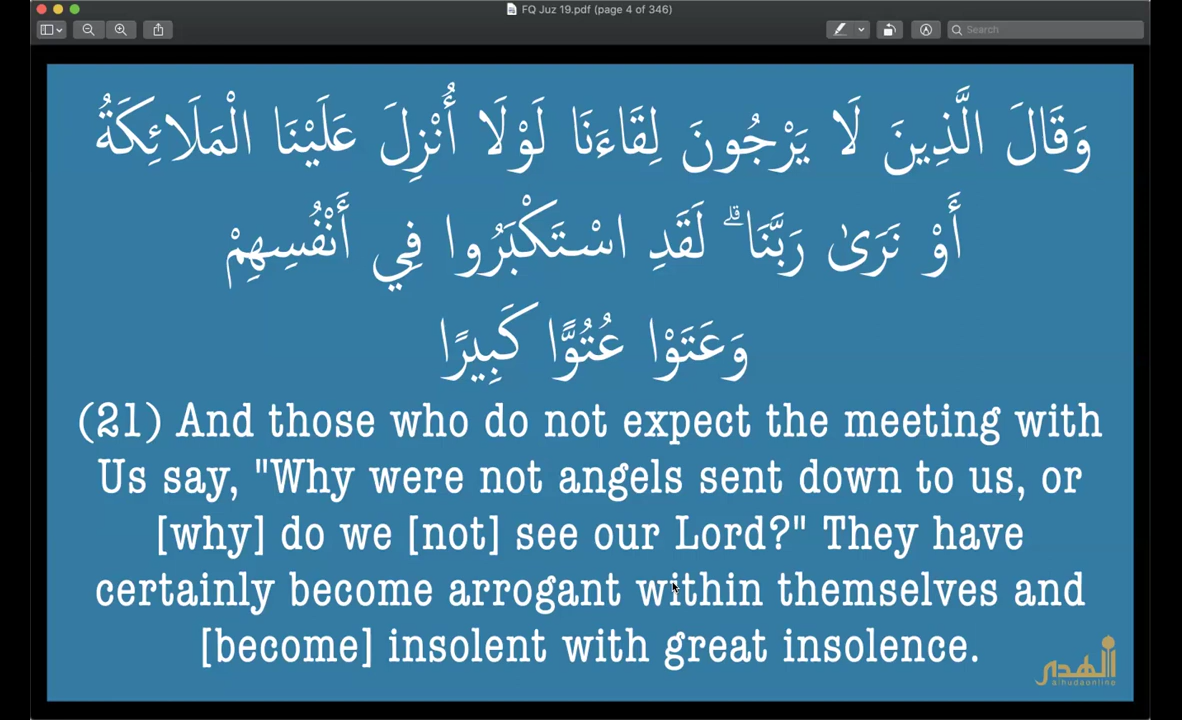 FQ Juz 19.pdf (page 4 of 346)
Search
وَقَالَ الَّذِينَ لَا يَرْجُونَ لِقَاءَنَا لَوْلَا أُنْزِلَ عَلَيْنَا الْمَلَائِكَةُ
أَوْ نَرَىٰ رَبَّنَا ۗ لَقَدِ اسْتَكْبَرُوا فِي أَنْفُسِهِمْ
وَعَتَوْا عُتُوًّا كَبِيرًا
(21) And those who do not expect the meeting with
Us say, "Why were not angels sent down to us, or
[why] do we [not] see our Lord?" They have
certainly become arrogant within themselves and
[become] insolent with great insolence.
الهدى
alhudaonline